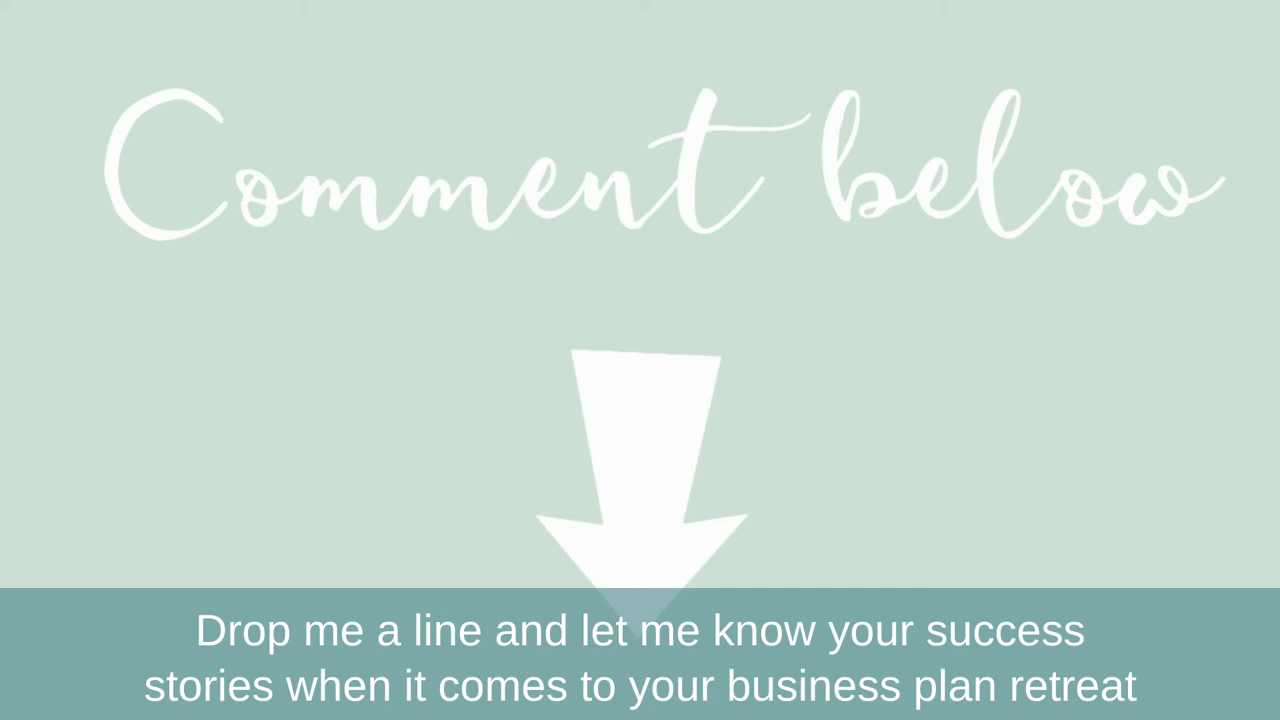 Comment below
Drop me a line and let me know your success
stories when it comes to your business plan retreat